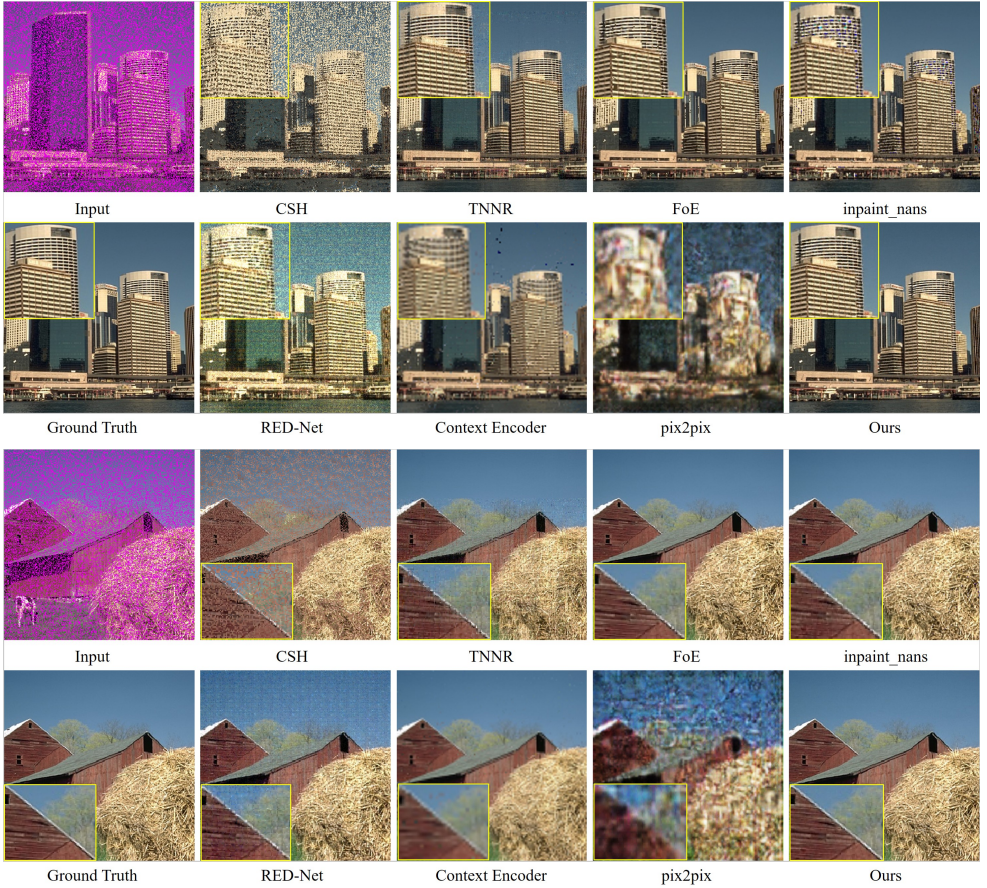 Input CSH TNNR FoE inpaint_nans
Ground Truth RED-Net Context Encoder pix2pix Ours
Input CSH TNNR FoE inpaint_nans
Ground Truth RED-Net Context Encoder pix2pix Ours